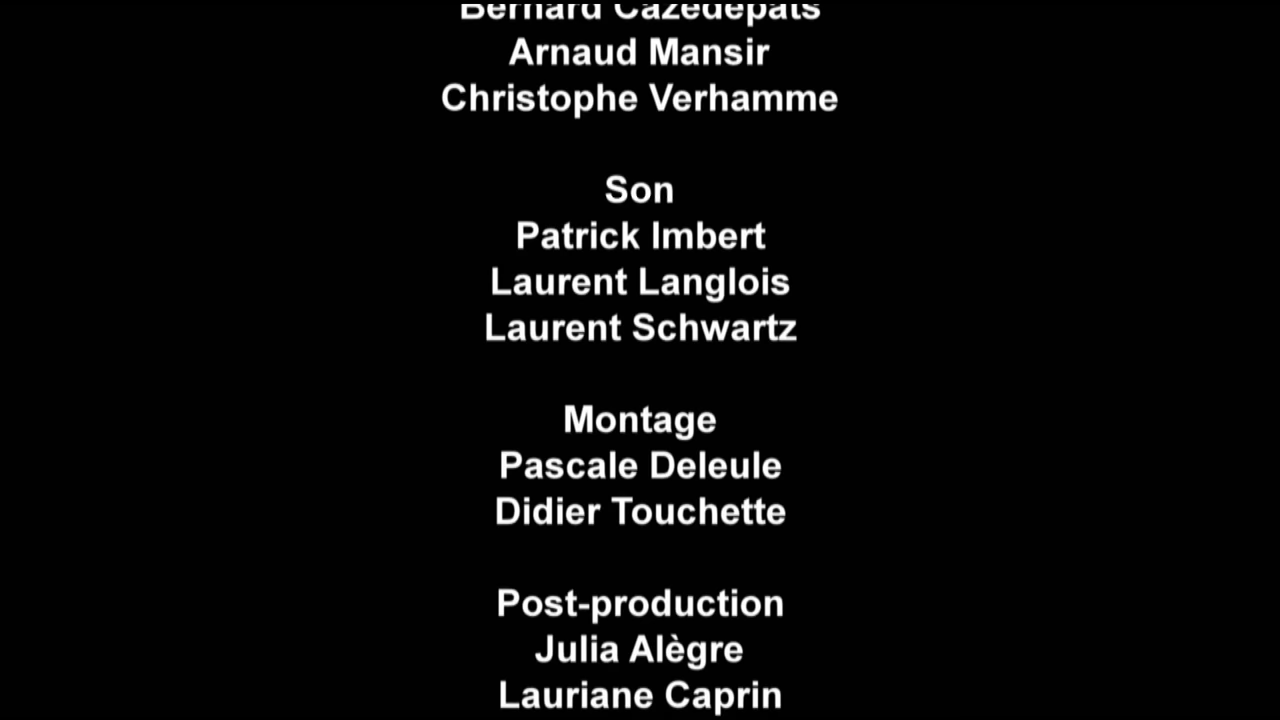 Bernard Cazedepats
Arnaud Mansir
Christophe Verhamme
Son
Patrick Imbert
Laurent Langlois
Laurent Schwartz
Montage
Pascale Deleule
Didier Touchette
Post-production
Julia Alègre
Lauriane Caprin